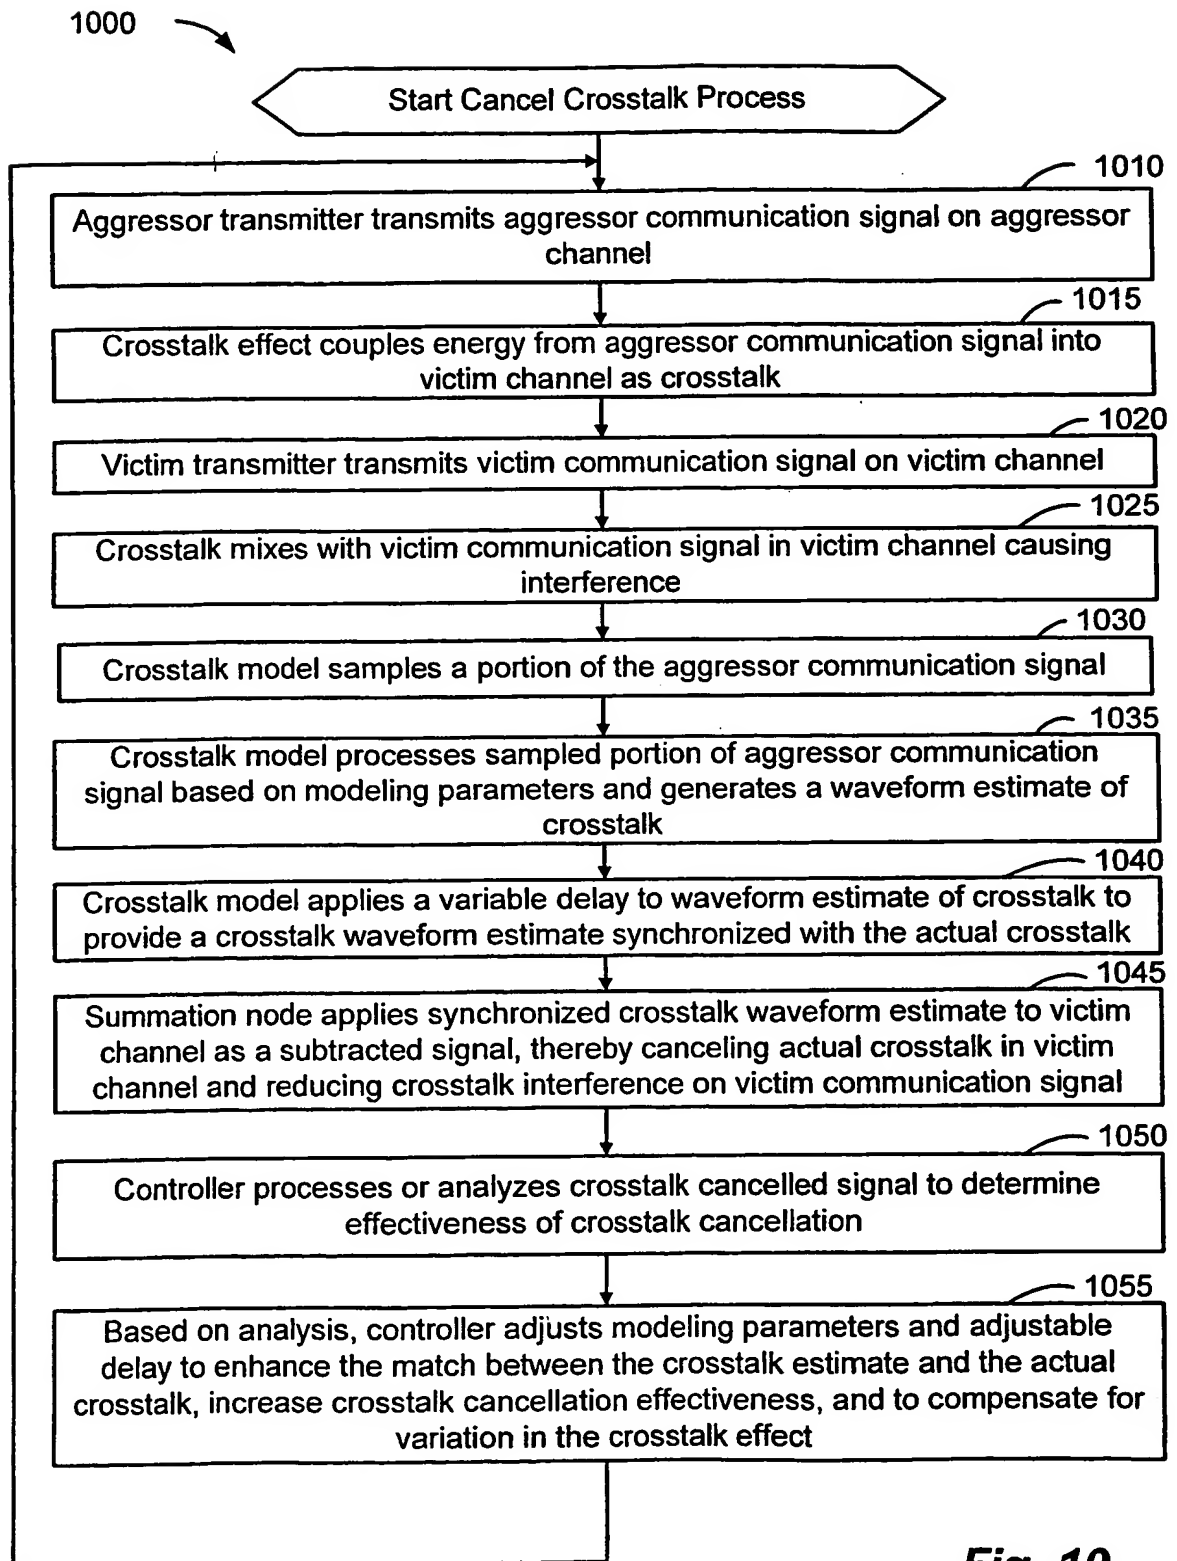 1000
Start Cancel Crosstalk Process
1010
Aggressor transmitter transmits aggressor communication signal on aggressor
channel
1015
Crosstalk effect couples energy from aggressor communication signal into
victim channel as crosstalk
1020
Victim transmitter transmits victim communication signal on victim channel
1025
Crosstalk mixes with victim communication signal in victim channel causing
interference
1030
Crosstalk model samples a portion of the aggressor communication signal
1035
Crosstalk model processes sampled portion of aggressor communication
signal based on modeling parameters and generates a waveform estimate of
crosstalk
1040
Crosstalk model applies a variable delay to waveform estimate of crosstalk to
provide a crosstalk waveform estimate synchronized with the actual crosstalk
1045
Summation node applies synchronized crosstalk waveform estimate to victim
channel as a subtracted signal, thereby canceling actual crosstalk in victim
channel and reducing crosstalk interference on victim communication signal
1050
Controller processes or analyzes crosstalk cancelled signal to determine
effectiveness of crosstalk cancellation
1055
Based on analysis, controller adjusts modeling parameters and adjustable
delay to enhance the match between the crosstalk estimate and the actual
crosstalk, increase crosstalk cancellation effectiveness, and to compensate for
variation in the crosstalk effect
Fig. 10